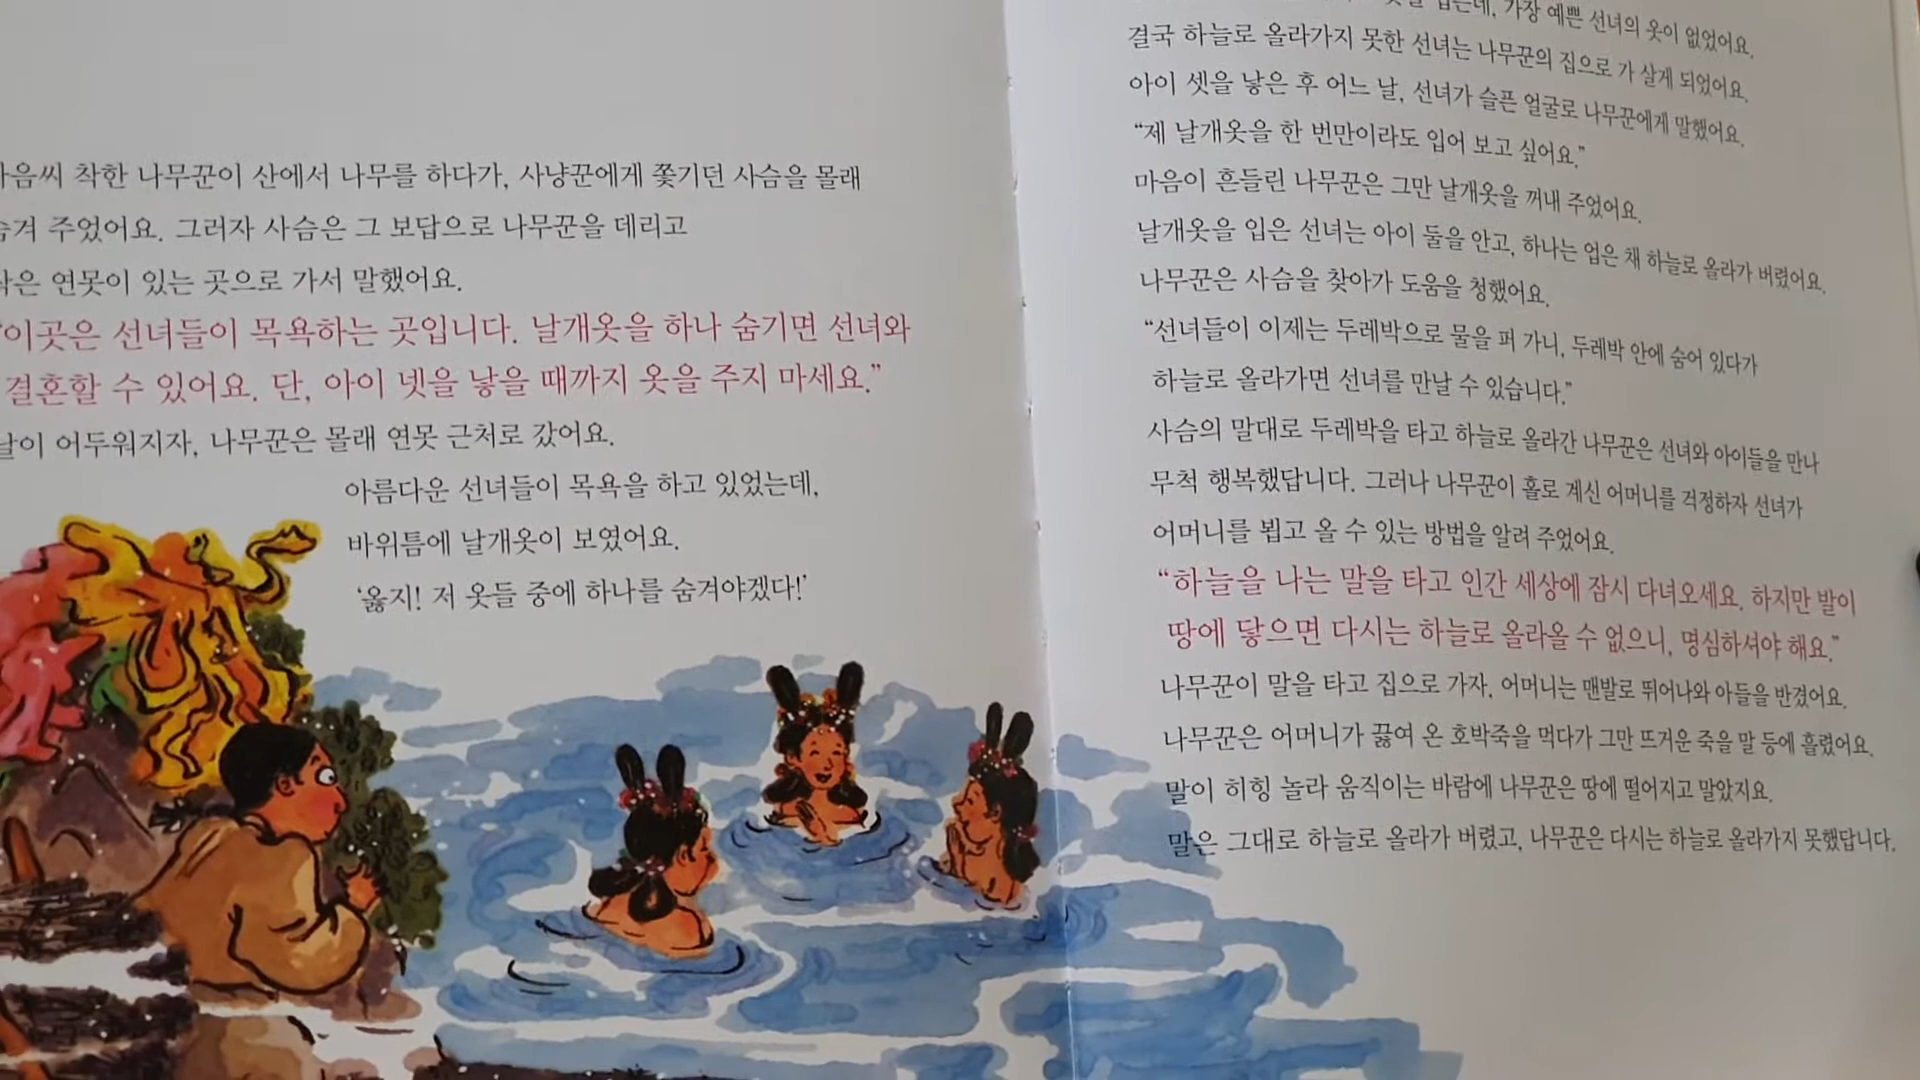 착한 나무꾼이 산에서 나무를 하다가, 사냥꾼에게 쫓기던 사슴을 몰래
주었어요. 그러자 사슴은 그 보답으로 나무꾼을 데리고
연못이 있는 곳으로 가서 말했어요.
“이곳은 선녀들이 목욕하는 곳입니다. 날개옷을 하나 숨기면 선녀와
결혼할 수 있어요. 단, 아이 넷을 낳을 때까지 옷을 주지 마세요.”
날이 어두워지자, 나무꾼은 몰래 연못 근처로 갔어요.
아름다운 선녀들이 목욕을 하고 있었는데,
바위틈에 날개옷이 보였어요.
‘옳지! 저 옷들 중에 하나를 숨겨야겠다!’
가장 예쁜 선녀의 옷이 없었어요.
결국 하늘로 올라가지 못한 선녀는 나무꾼의 집으로 가 살게 되었어요.
아이 셋을 낳은 후 어느 날, 선녀가 슬픈 얼굴로 나무꾼에게 말했어요.
“제 날개옷을 한 번만이라도 입어 보고 싶어요.”
마음이 흔들린 나무꾼은 그만 날개옷을 꺼내 주었어요.
날개옷을 입은 선녀는 아이 둘을 안고, 하나는 업은 채 하늘로 올라가 버렸어요.
나무꾼은 사슴을 찾아가 도움을 청했어요.
“선녀들이 이제는 두레박으로 물을 퍼 가니, 두레박 안에 숨어 있다가
하늘로 올라가면 선녀를 만날 수 있습니다.”
사슴의 말대로 두레박을 타고 하늘로 올라간 나무꾼은 선녀와 아이들을 만나
무척 행복했답니다. 그러나 나무꾼이 홀로 계신 어머니를 걱정하자 선녀가
어머니를 뵙고 올 수 있는 방법을 알려 주었어요.
“하늘을 나는 말을 타고 인간 세상에 잠시 다녀오세요. 하지만 발이
땅에 닿으면 다시는 하늘로 올라올 수 없으니, 명심하셔야 해요.”
나무꾼이 말을 타고 집으로 가자, 어머니는 맨발로 뛰어나와 아들을 반겼어요.
나무꾼은 어머니가 끓여 온 호박죽을 먹다가 그만 뜨거운 죽을 말 등에 흘렸어요.
말이 히힝 놀라 움직이는 바람에 나무꾼은 땅에 떨어지고 말았지요.
말은 그대로 하늘로 올라가 버렸고, 나무꾼은 다시는 하늘로 올라가지 못했답니다.